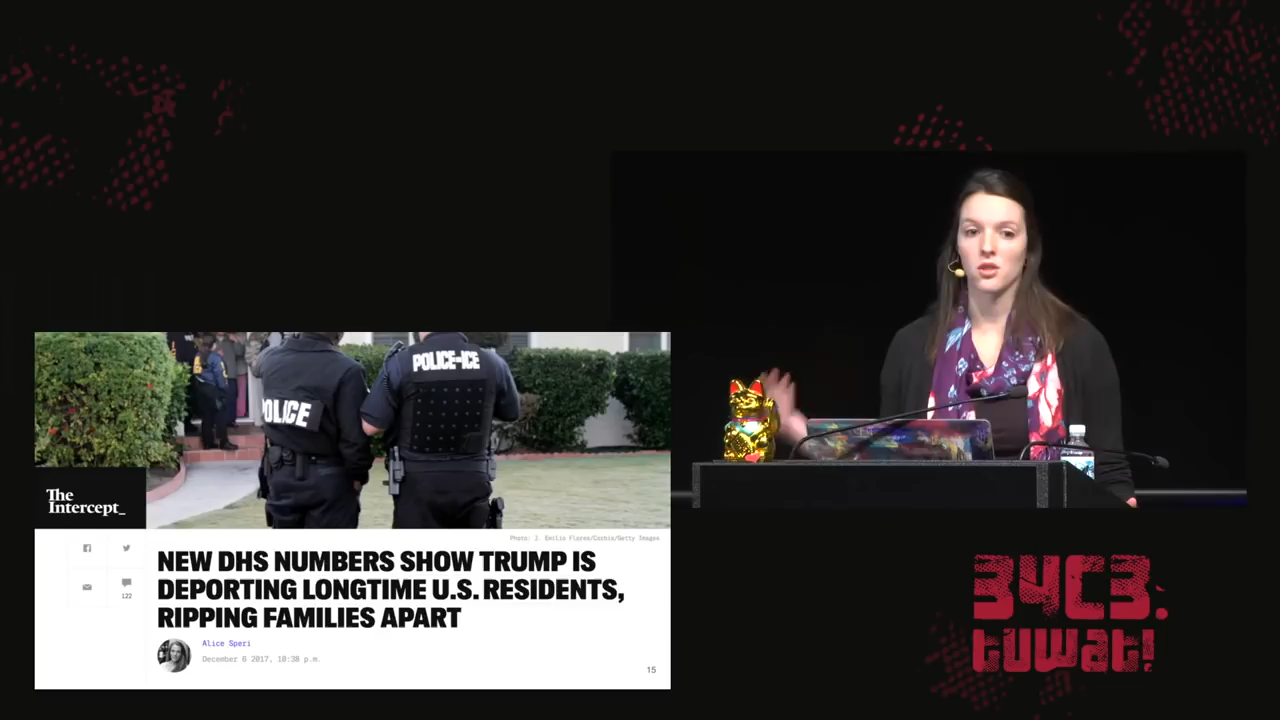 POLICE
POLICE-ICE
The
Intercept_
Photo: J. Emilio Flores/Corbis/Getty Images
NEW DHS NUMBERS SHOW TRUMP IS
DEPORTING LONGTIME U.S. RESIDENTS,
RIPPING FAMILIES APART
122
Alice Speri
December 6 2017, 10:38 p.m.
15
34C3.
tuwat!